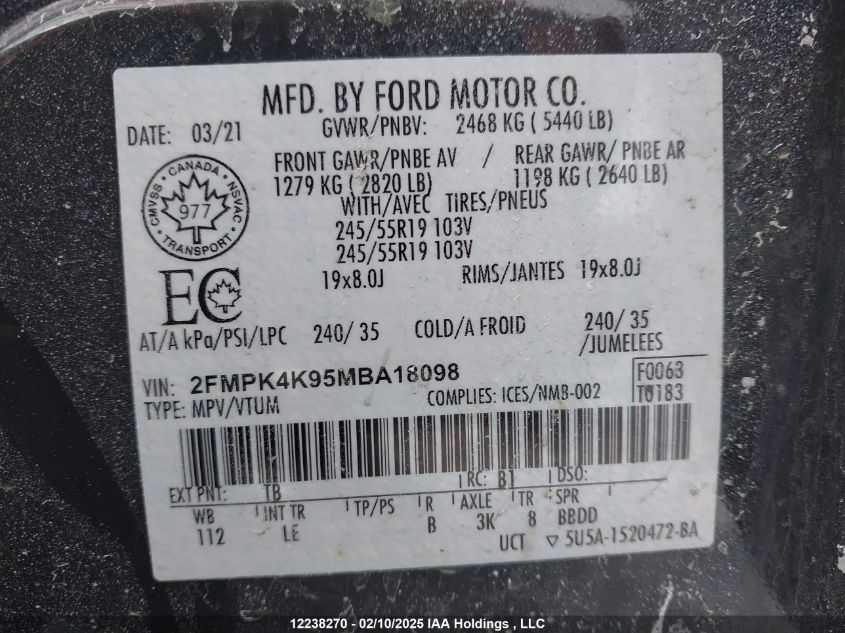 MFD. BY FORD MOTOR CO.
DATE: 03/21 GVWR/PNBV: 2468 KG ( 5440 LB)
FRONT GAWR/PNBE AV / REAR GAWR/ PNBE AR
1279 KG ( 2820 LB) 1198 KG ( 2640 LB)
WITH/AVEC TIRES/PNEUS
245/55R19 103V
245/55R19 103V
19x8.0J RIMS/JANTES 19x8.0J
CANADA
CMVSS NSVAC
977
TRANSPORT
EC
AT/A kPa/PSI/LPC 240/ 35 COLD/A FROID 240/ 35
/JUMELEES
VIN: 2FMPK4K95MBA18098 F0063
TYPE: MPV/VTUM COMPLIES: ICES/NMB-002 T0183
RC: B1 DSO:
EXT PNT: TB
WB INT TR TP/PS R AXLE TR SPR
112 LE B 3K 8 BBDD
UCT ▽ 5U5A-1520472-BA
12238270 - 02/10/2025 IAA Holdings , LLC